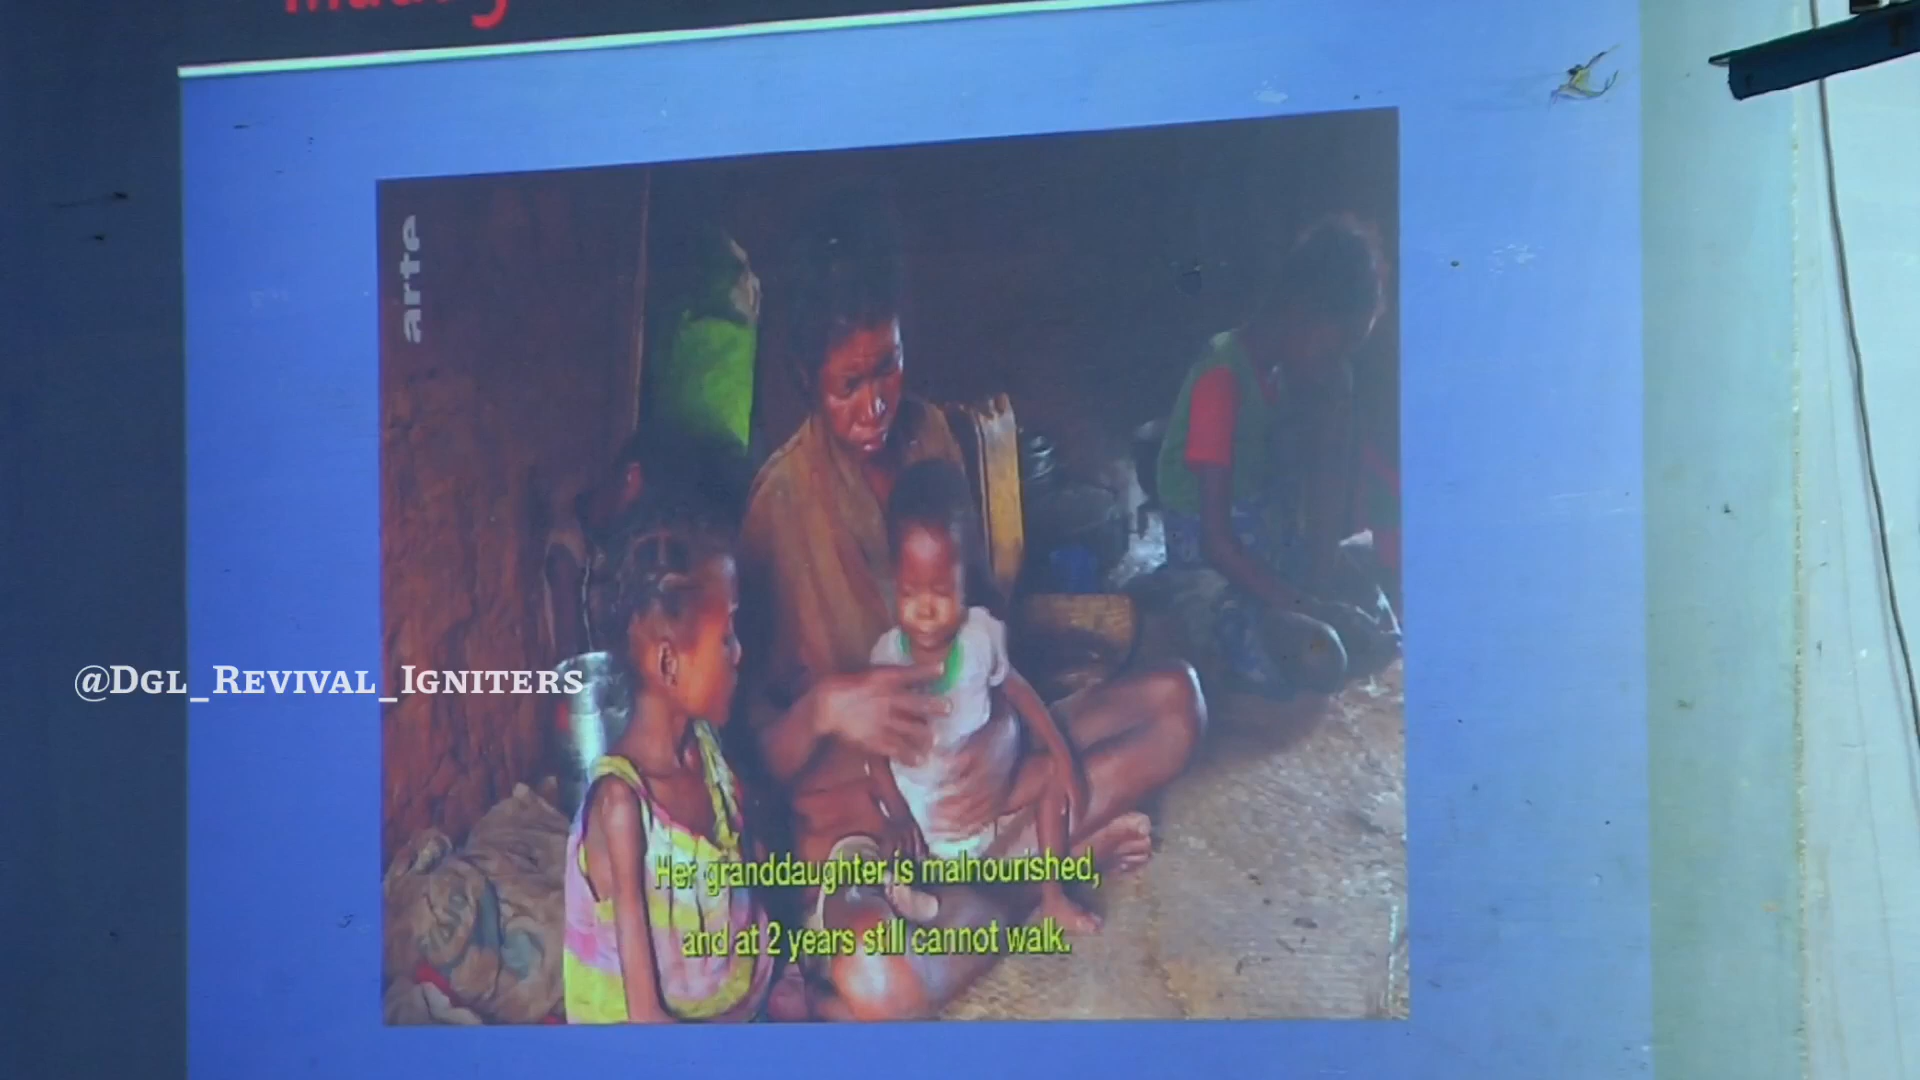 arte
@Dgl_Revival_Igniters
Her granddaughter is malnourished,
and at 2 years still cannot walk.